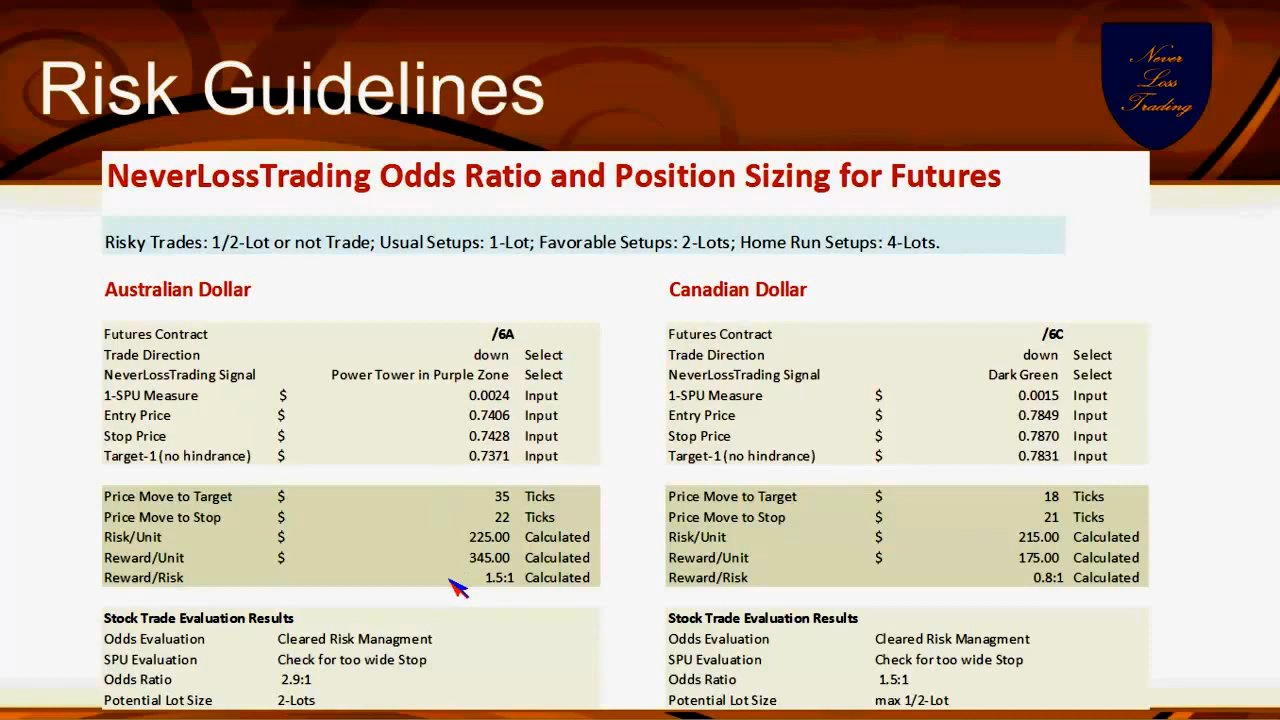 Risk Guidelines
Never
Loss
Trading
NeverLossTrading Odds Ratio and Position Sizing for Futures
Risky Trades: 1/2-Lot or not Trade; Usual Setups: 1-Lot; Favorable Setups: 2-Lots; Home Run Setups: 4-Lots.
Australian Dollar
Futures Contract /6A
Trade Direction down Select
NeverLossTrading Signal Power Tower in Purple Zone Select
1-SPU Measure $ 0.0024 Input
Entry Price $ 0.7406 Input
Stop Price $ 0.7428 Input
Target-1 (no hindrance) $ 0.7371 Input
Price Move to Target $ 35 Ticks
Price Move to Stop $ 22 Ticks
Risk/Unit $ 225.00 Calculated
Reward/Unit $ 345.00 Calculated
Reward/Risk 1.5:1 Calculated
Stock Trade Evaluation Results
Odds Evaluation Cleared Risk Managment
SPU Evaluation Check for too wide Stop
Odds Ratio 2.9:1
Potential Lot Size 2-Lots
Canadian Dollar
Futures Contract /6C
Trade Direction down Select
NeverLossTrading Signal Dark Green Select
1-SPU Measure $ 0.0015 Input
Entry Price $ 0.7849 Input
Stop Price $ 0.7870 Input
Target-1 (no hindrance) $ 0.7831 Input
Price Move to Target $ 18 Ticks
Price Move to Stop $ 21 Ticks
Risk/Unit $ 215.00 Calculated
Reward/Unit $ 175.00 Calculated
Reward/Risk 0.8:1 Calculated
Stock Trade Evaluation Results
Odds Evaluation Cleared Risk Managment
SPU Evaluation Check for too wide Stop
Odds Ratio 1.5:1
Potential Lot Size max 1/2-Lot